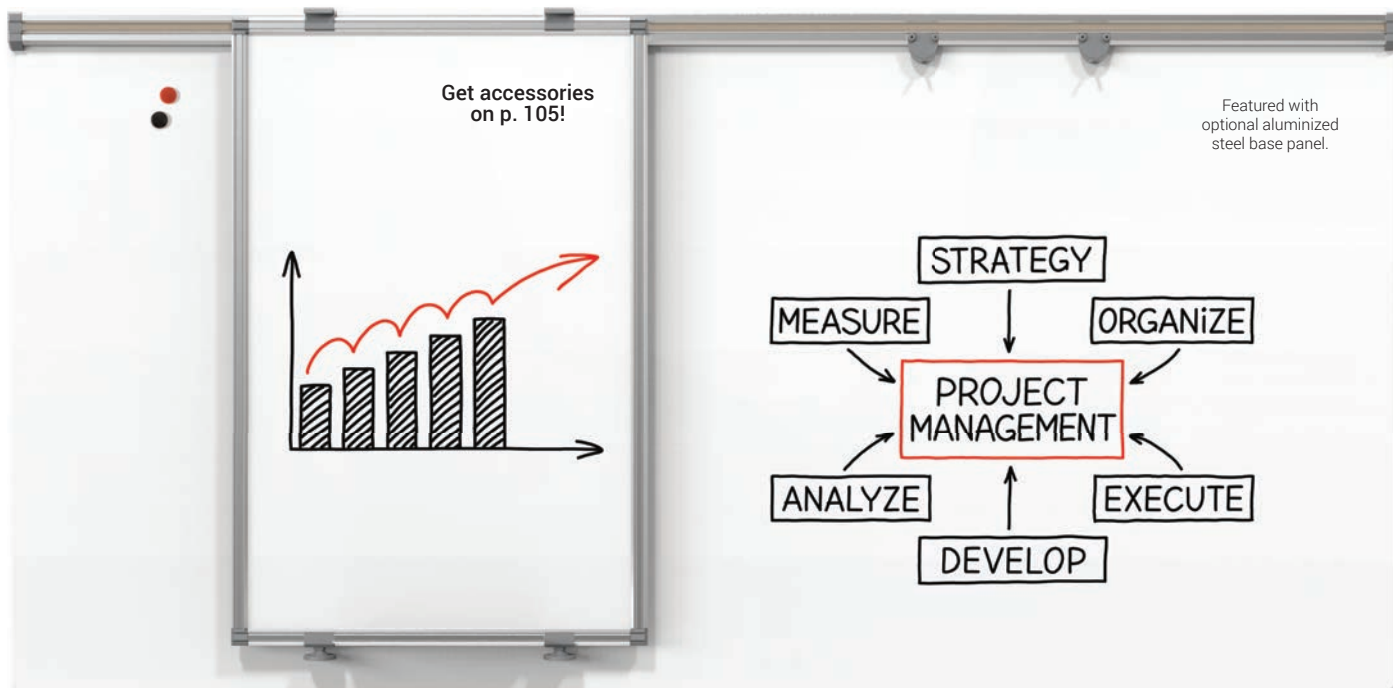 Get accessories
on p. 105!
Featured with
optional aluminized
steel base panel.
STRATEGY
MEASURE
ORGANiZE
PROJECT
MANAGEMENT
ANALYZE
EXECUTE
DEVELOP